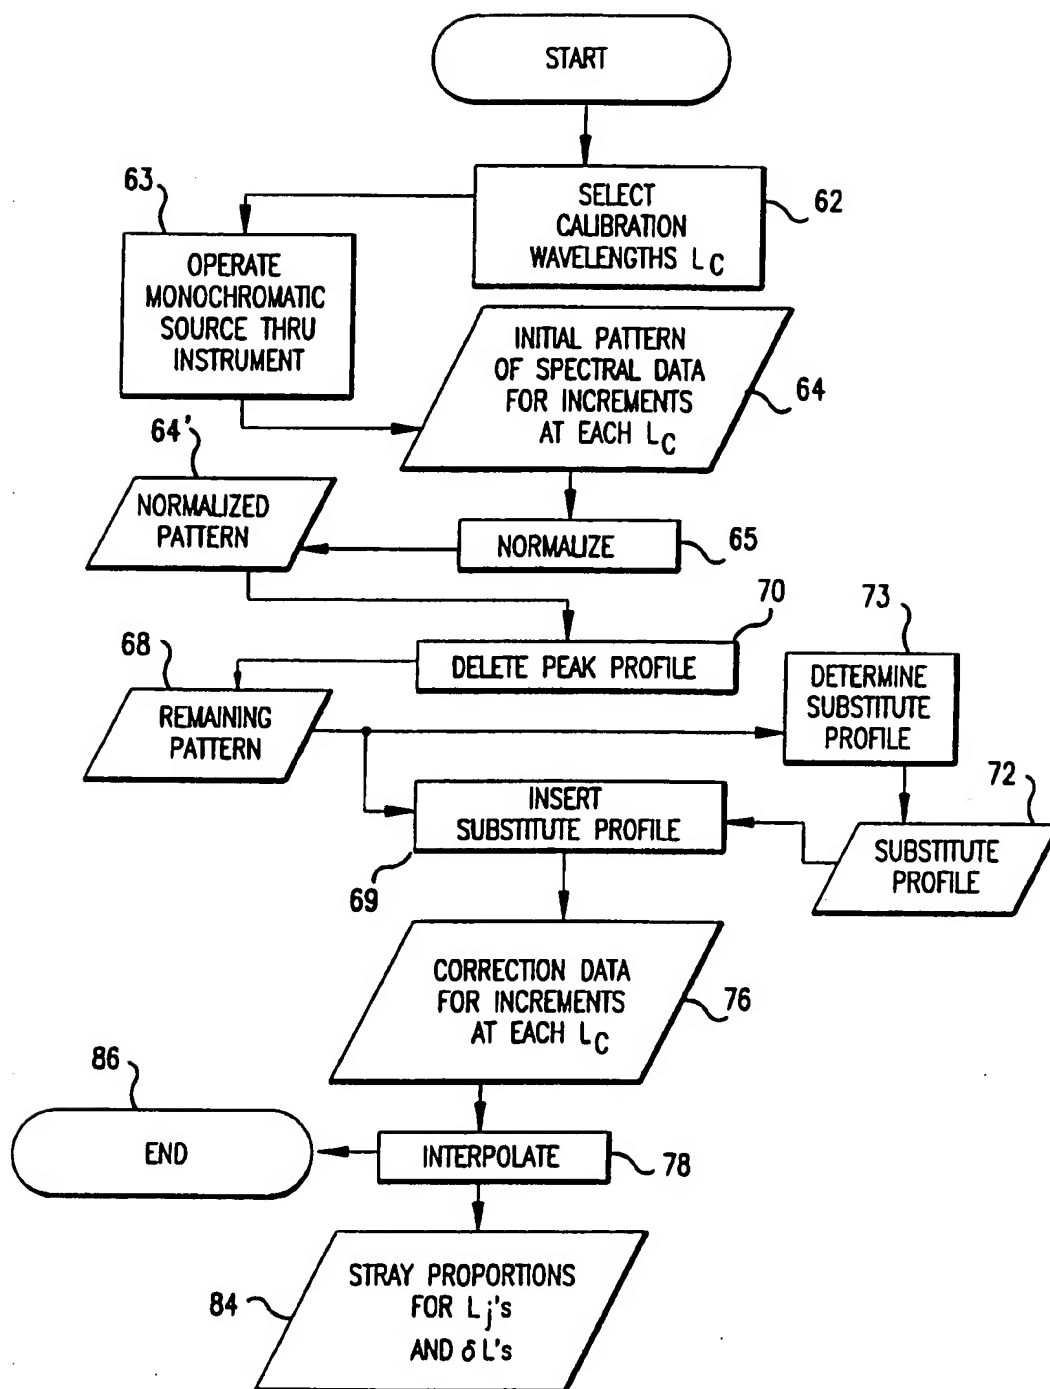 START
63
SELECT
CALIBRATION
WAVELENGTHS LC
62
OPERATE
MONOCHROMATIC
SOURCE THRU
INSTRUMENT
INITIAL PATTERN
OF SPECTRAL DATA
FOR INCREMENTS
AT EACH LC
64
64'
NORMALIZED
PATTERN
NORMALIZE
65
70
73
DELETE PEAK PROFILE
68
REMAINING
PATTERN
DETERMINE
SUBSTITUTE
PROFILE
72
INSERT
SUBSTITUTE PROFILE
69
SUBSTITUTE
PROFILE
CORRECTION DATA
FOR INCREMENTS
AT EACH LC
76
86
END
INTERPOLATE
78
STRAY PROPORTIONS
FOR Lj's
AND δL's
84